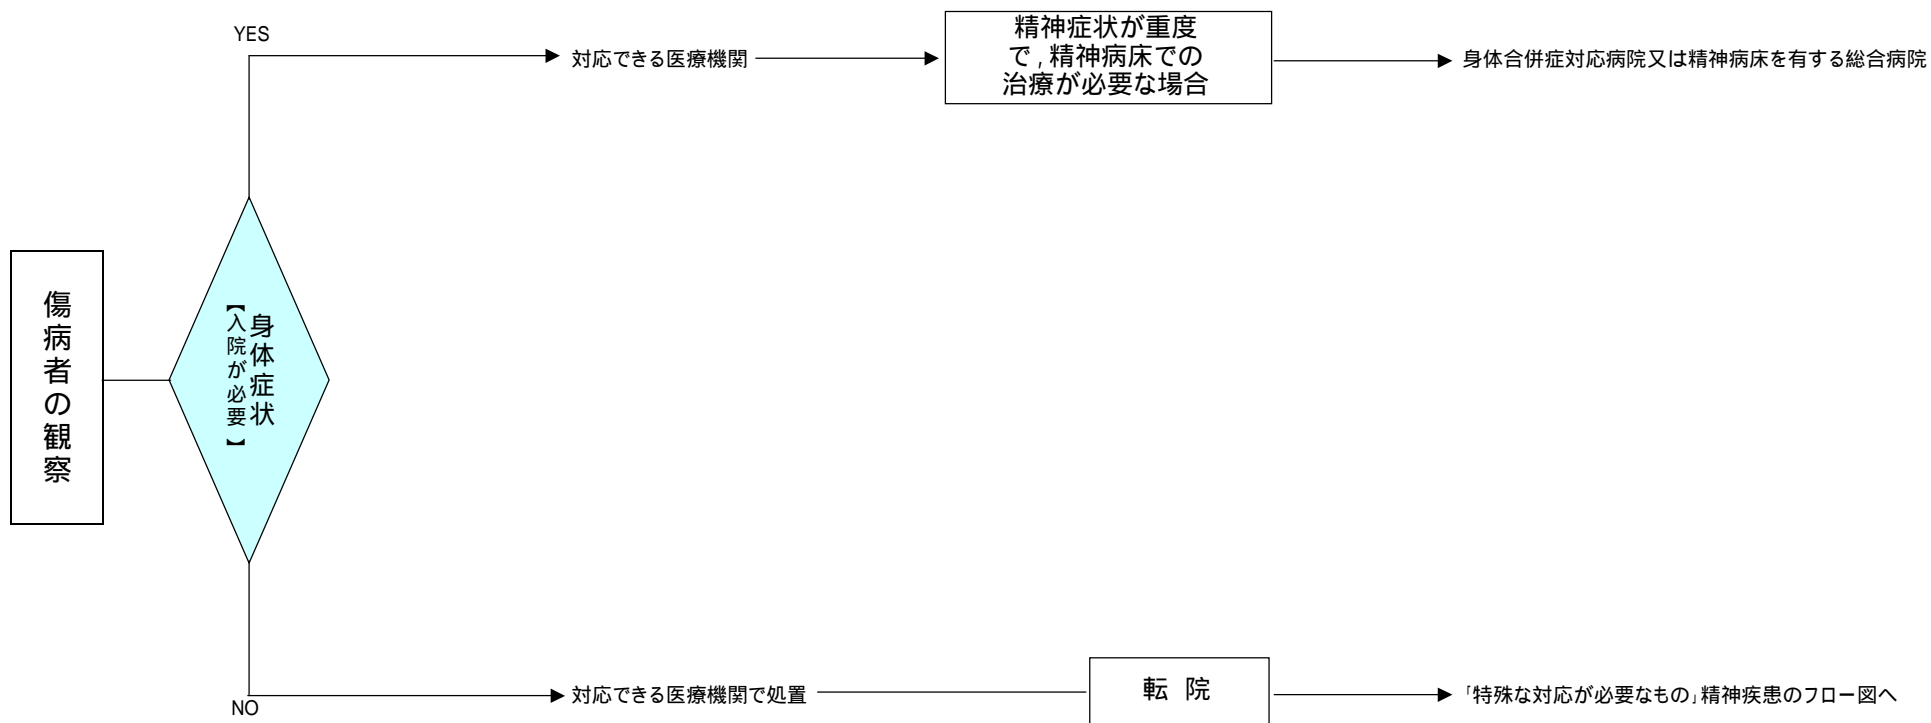 傷病者の観察
身体症状
【入院が必要】
YES
対応できる医療機関
精神症状が重度
で,精神病床での
治療が必要な場合
身体合併症対応病院又は精神病床を有する総合病院
NO
対応できる医療機関で処置
転 院
「特殊な対応が必要なもの」精神疾患のフロー図へ